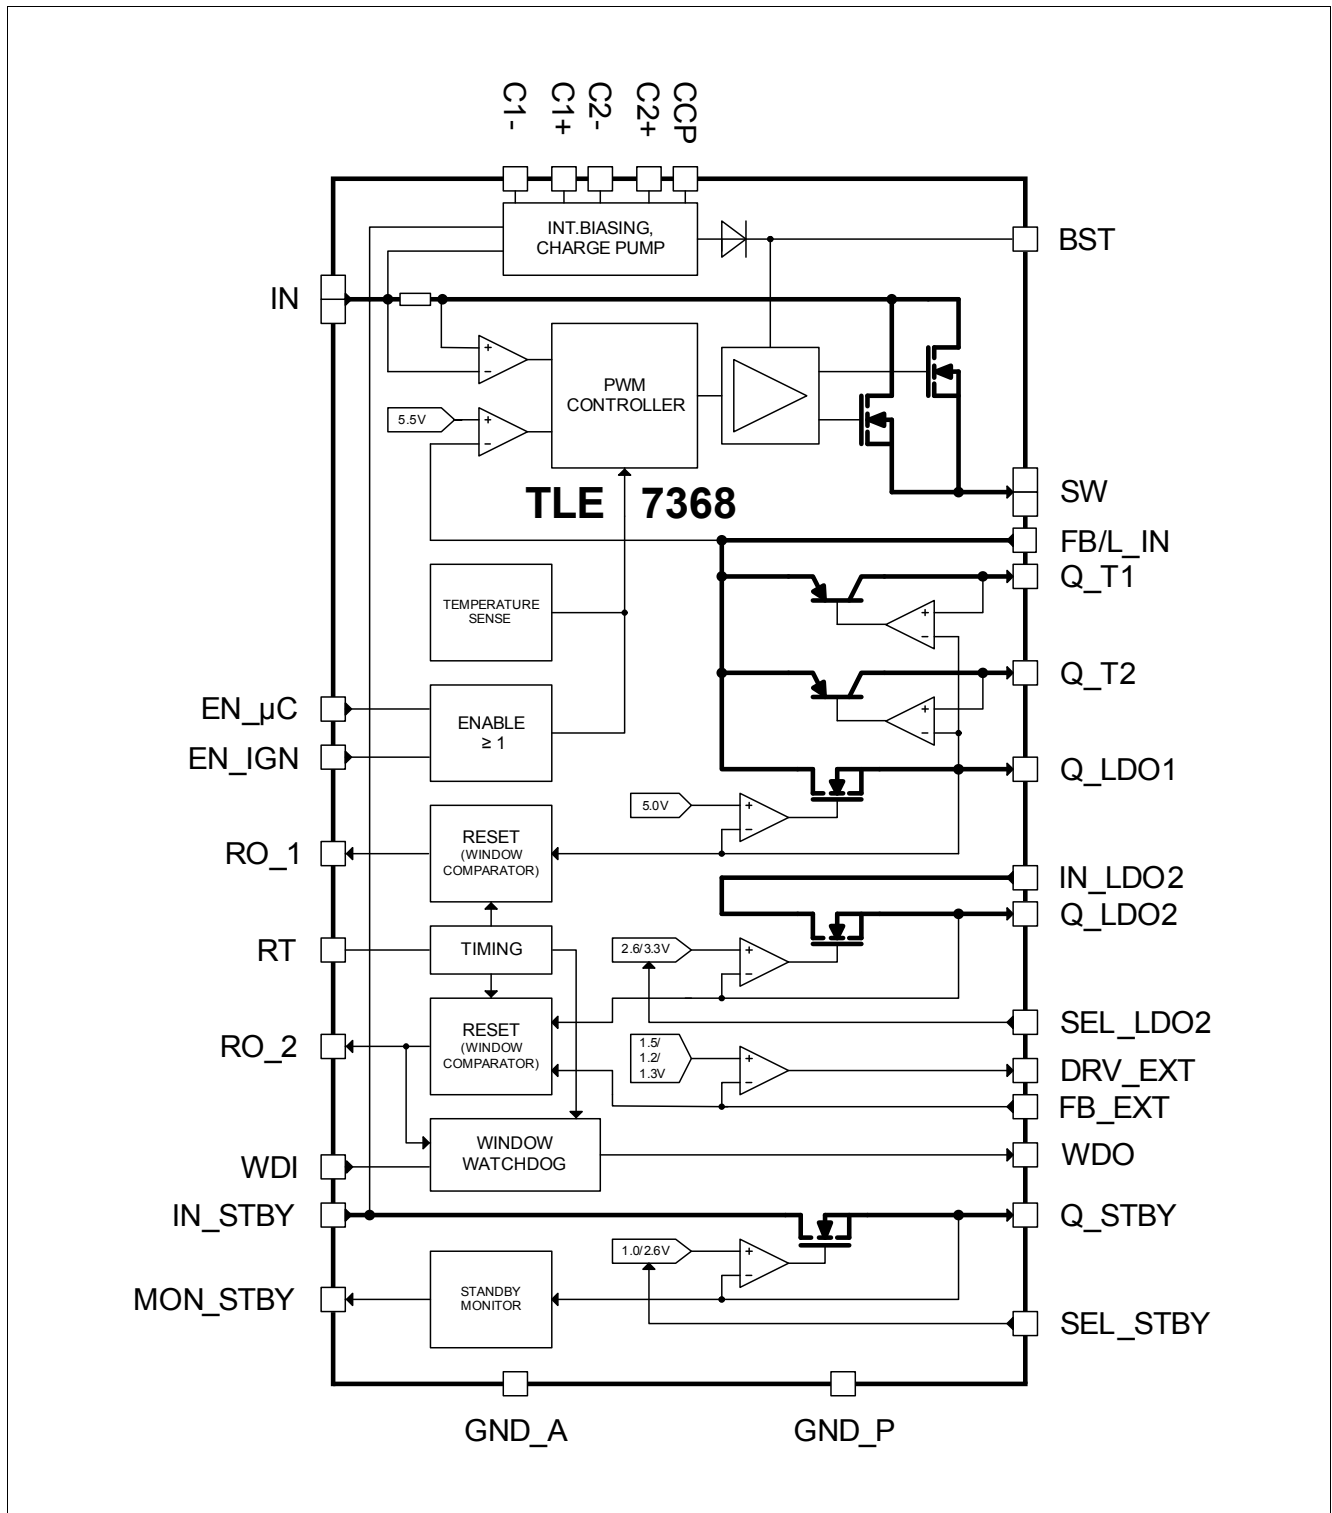 C1-
C1+
C2-
C2+
CCP
INT.BIASING,
CHARGE PUMP
BST
IN
+
−
PWM
CONTROLLER
5.5V
+
−
SW
TLE 7368
FB/L_IN
Q_T1
TEMPERATURE
SENSE
+
−
Q_T2
EN_µC
ENABLE
≥ 1
+
−
EN_IGN
Q_LDO1
5.0V
+
−
RO_1
RESET
(WINDOW
COMPARATOR)
IN_LDO2
Q_LDO2
RT
TIMING
2.6/3.3V
+
−
SEL_LDO2
RO_2
RESET
(WINDOW
COMPARATOR)
1.5/
1.2/
1.3V
+
−
DRV_EXT
FB_EXT
WINDOW
WATCHDOG
WDO
WDI
IN_STBY
Q_STBY
1.0/2.6V
+
−
MON_STBY
STANDBY
MONITOR
SEL_STBY
GND_A
GND_P